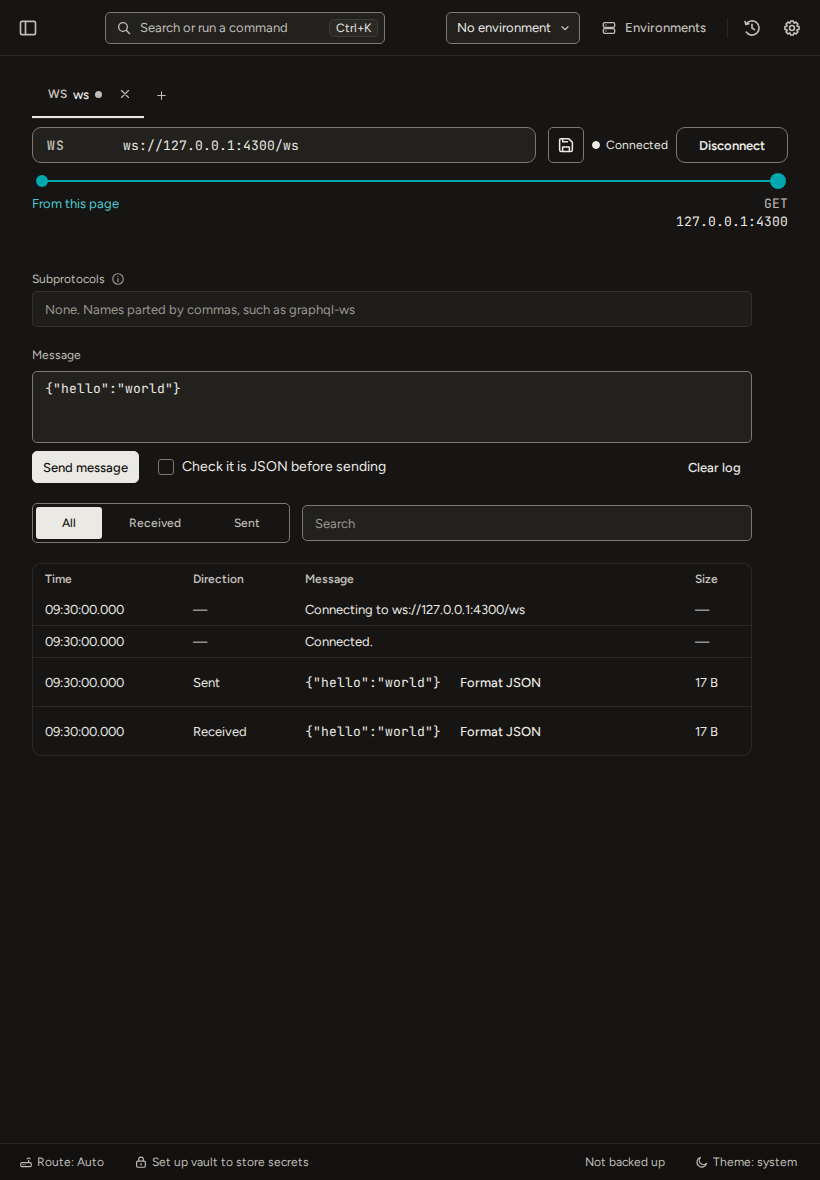 Search or run a command Ctrl+K No environment Environments
WS ws
WS ws://127.0.0.1:4300/ws Connected Disconnect
From this page GET
127.0.0.1:4300
Subprotocols
None. Names parted by commas, such as graphql-ws
Message
{"hello":"world"}
Send message Check it is JSON before sending Clear log
All Received Sent Search
Time Direction Message Size
09:30:00.000 — Connecting to ws://127.0.0.1:4300/ws —
09:30:00.000 — Connected. —
09:30:00.000 Sent {"hello":"world"} Format JSON 17 B
09:30:00.000 Received {"hello":"world"} Format JSON 17 B
Route: Auto Set up vault to store secrets Not backed up Theme: system